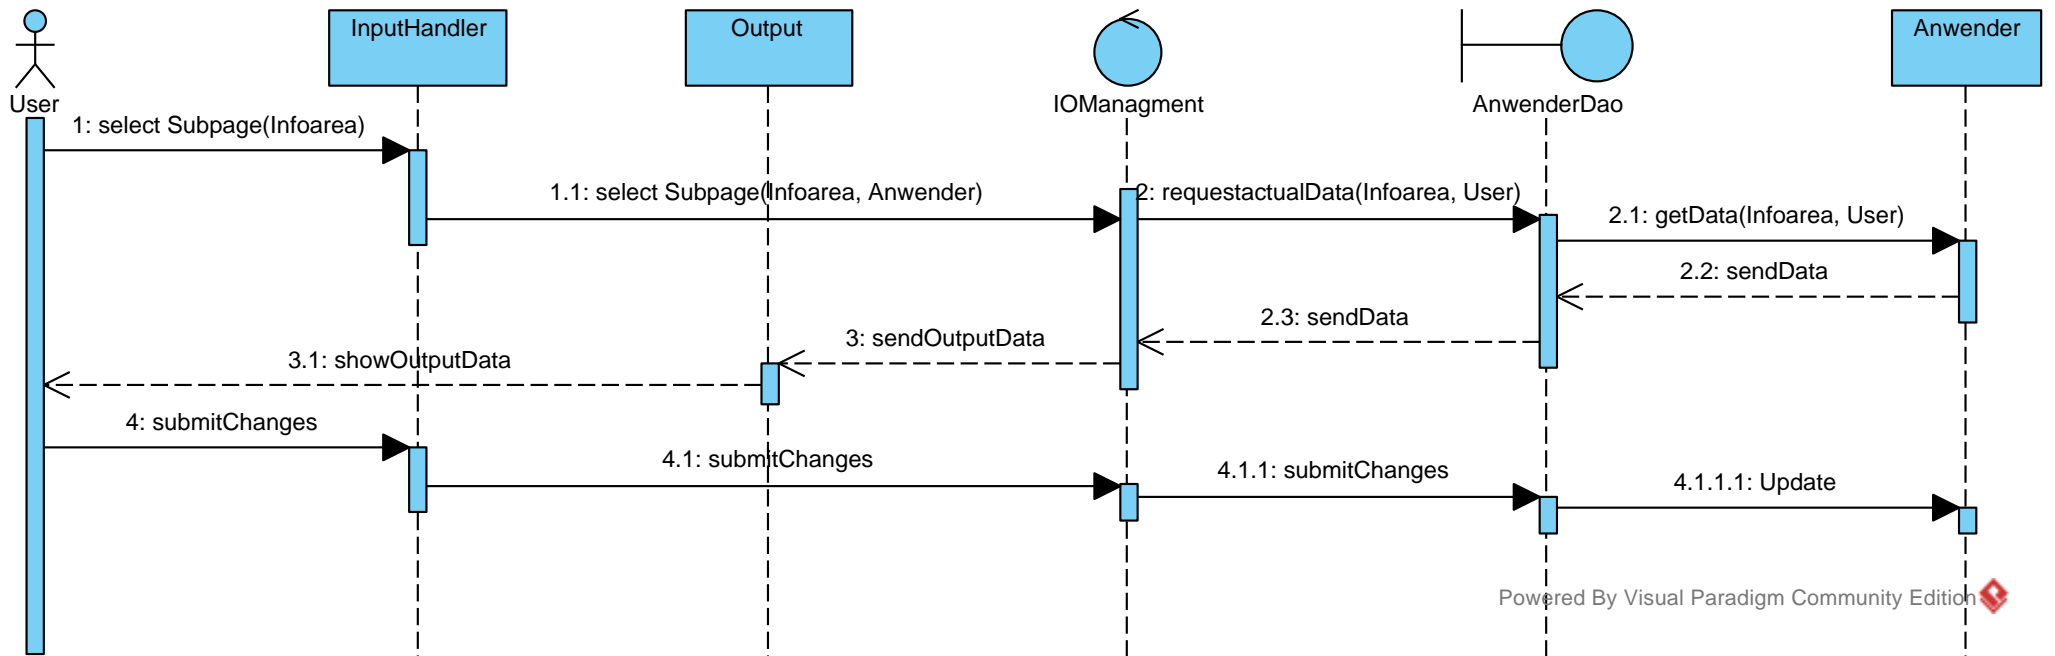 InputHandler
Output
Anwender
User
IOManagment
AnwenderDao
1: select Subpage(Infoarea)
1.1: select Subpage(Infoarea, Anwender)
2: requestactualData(Infoarea, User)
2.1: getData(Infoarea, User)
2.2: sendData
2.3: sendData
3: sendOutputData
3.1: showOutputData
4: submitChanges
4.1: submitChanges
4.1.1: submitChanges
4.1.1.1: Update
Powered By Visual Paradigm Community Edition